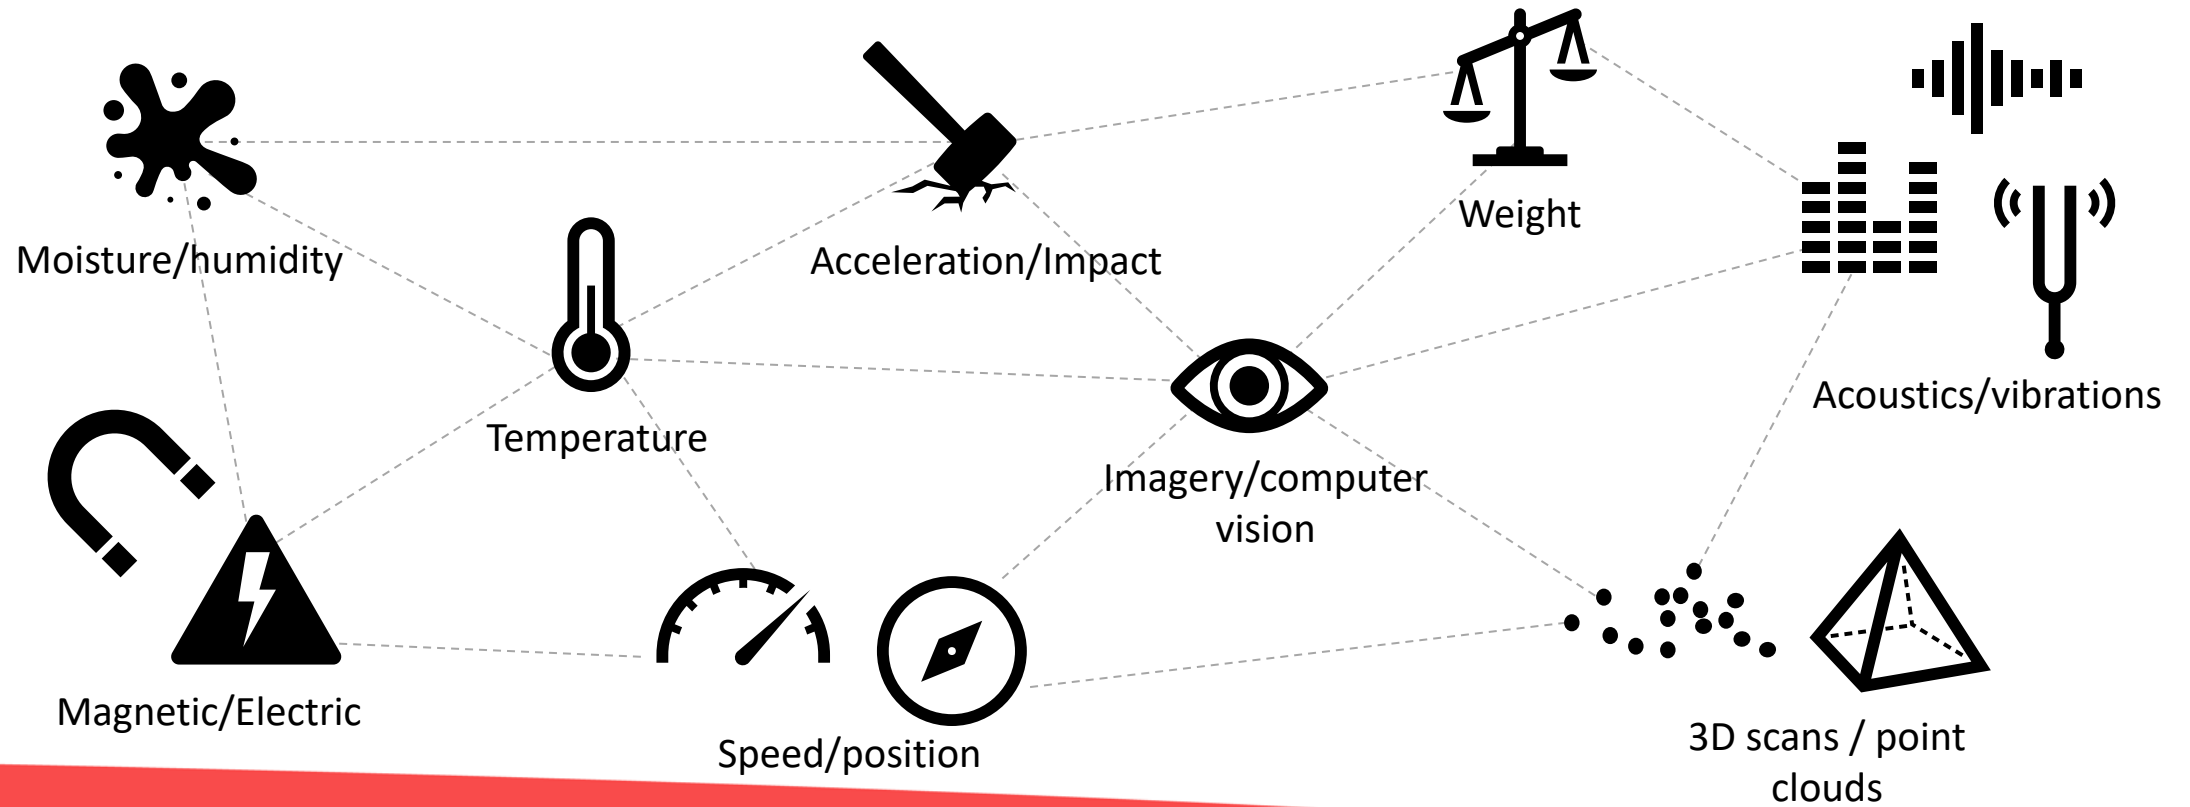 Weight
Moisture/humidity
Acceleration/Impact
Acoustics/vibrations
Temperature
Imagery/computer
vision
Magnetic/Electric
Speed/position
3D scans / point
clouds